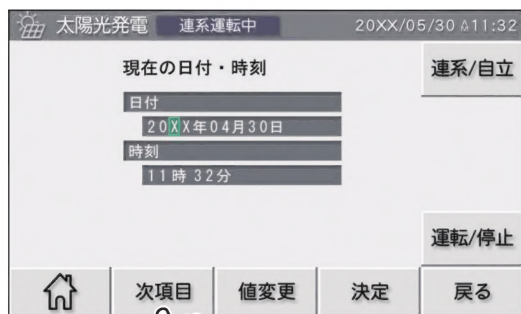 太陽光発電 連系運転中 20XX/05/30 AM11:32
現在の日付・時刻
連系/自立
日付
20XX年04月30日
時刻
11時32分
運転/停止
次項目 値変更 決定 戻る